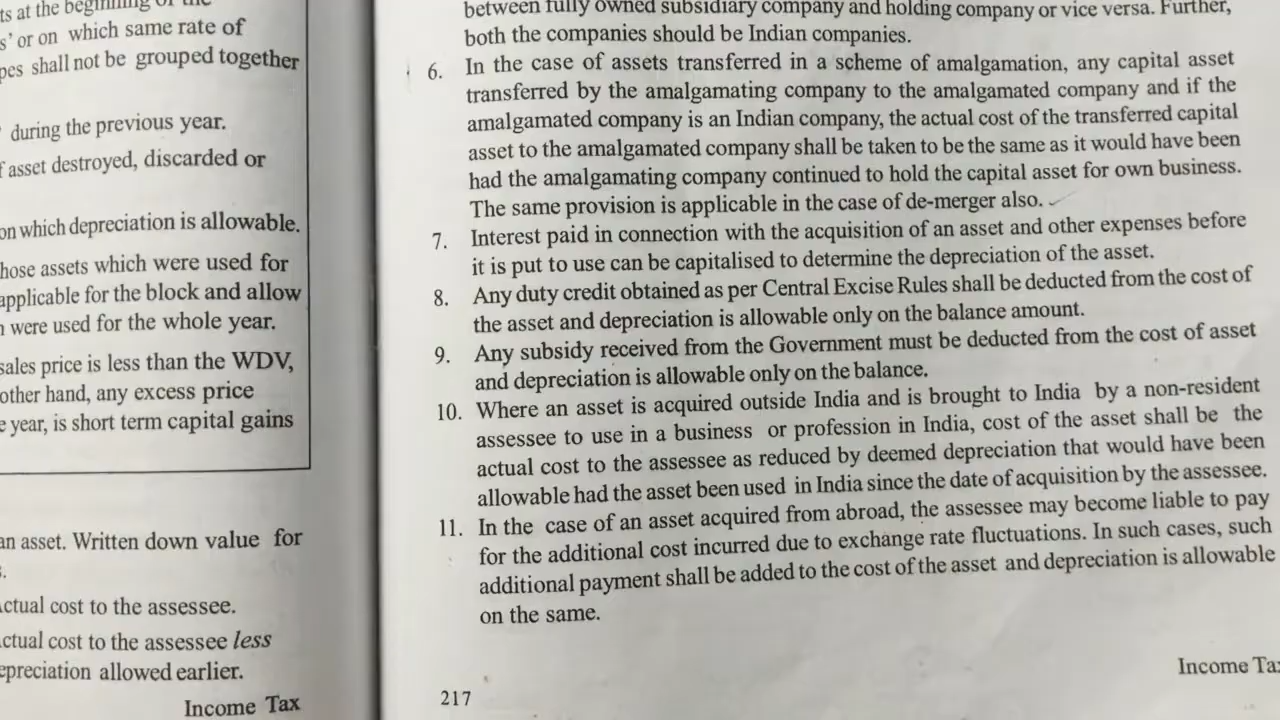 ts at the beginning of the
s' or on which same rate of
pes shall not be grouped together
during the previous year.
f asset destroyed, discarded or
on which depreciation is allowable.
hose assets which were used for
applicable for the block and allow
were used for the whole year.
sales price is less than the WDV,
other hand, any excess price
e year, is short term capital gains
an asset. Written down value for
s.
ctual cost to the assessee.
ctual cost to the assessee less
epreciation allowed earlier.
Income Tax
between fully owned subsidiary company and holding company or vice versa. Further,
both the companies should be Indian companies.
6. In the case of assets transferred in a scheme of amalgamation, any capital asset
transferred by the amalgamating company to the amalgamated company and if the
amalgamated company is an Indian company, the actual cost of the transferred capital
asset to the amalgamated company shall be taken to be the same as it would have been
had the amalgamating company continued to hold the capital asset for own business.
The same provision is applicable in the case of de-merger also.
7. Interest paid in connection with the acquisition of an asset and other expenses before
it is put to use can be capitalised to determine the depreciation of the asset.
8. Any duty credit obtained as per Central Excise Rules shall be deducted from the cost of
the asset and depreciation is allowable only on the balance amount.
9. Any subsidy received from the Government must be deducted from the cost of asset
and depreciation is allowable only on the balance.
10. Where an asset is acquired outside India and is brought to India by a non-resident
assessee to use in a business or profession in India, cost of the asset shall be the
actual cost to the assessee as reduced by deemed depreciation that would have been
allowable had the asset been used in India since the date of acquisition by the assessee.
11. In the case of an asset acquired from abroad, the assessee may become liable to pay
for the additional cost incurred due to exchange rate fluctuations. In such cases, such
additional payment shall be added to the cost of the asset and depreciation is allowable
on the same.
217
Income Ta